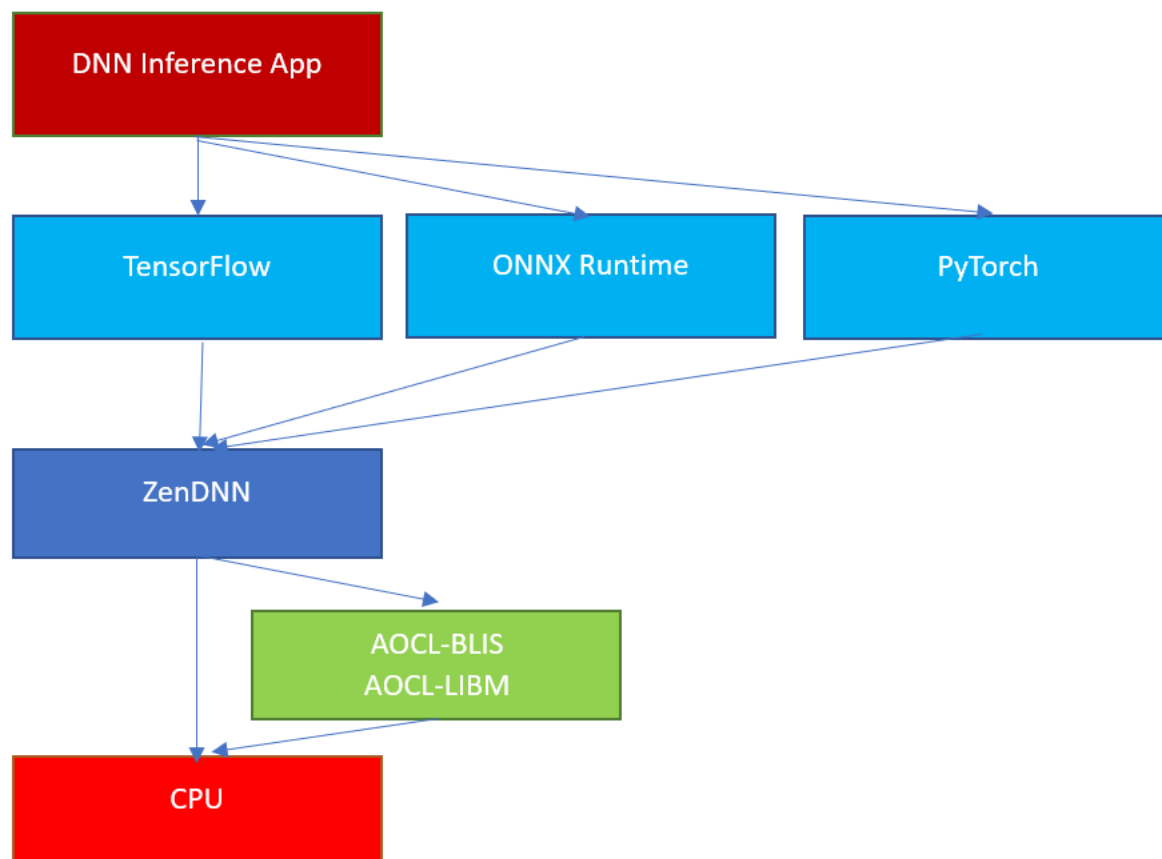 DNN Inference App
TensorFlow
ONNX Runtime
PyTorch
ZenDNN
AOCL-BLIS
AOCL-LIBM
CPU